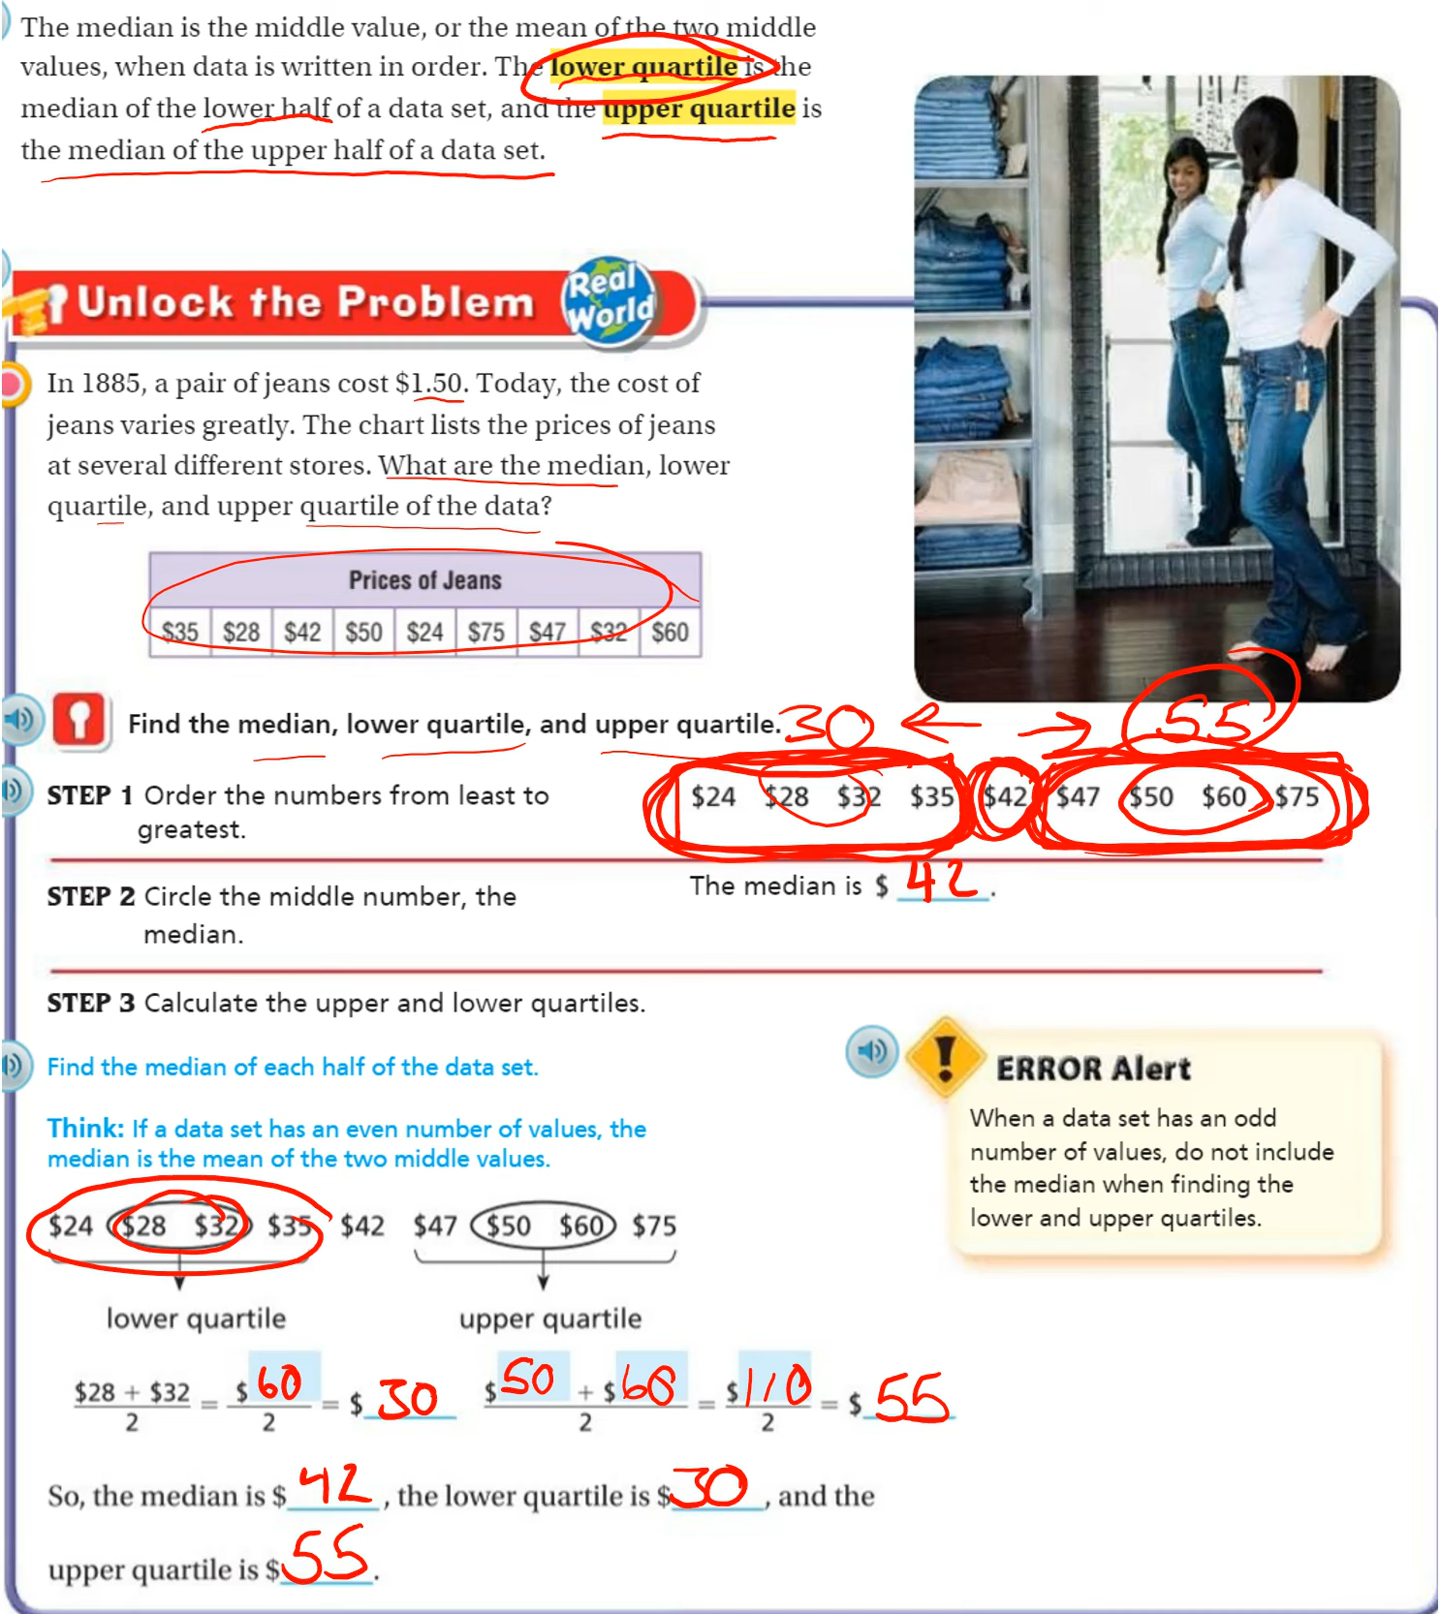 The median is the middle value, or the mean of the two middle
values, when data is written in order. The lower quartile is the
median of the lower half of a data set, and the upper quartile is
the median of the upper half of a data set.
Unlock the Problem
Real
World
In 1885, a pair of jeans cost $1.50. Today, the cost of
jeans varies greatly. The chart lists the prices of jeans
at several different stores. What are the median, lower
quartile, and upper quartile of the data?
Prices of Jeans
$35 $28 $42 $50 $24 $75 $47 $32 $60
Find the median, lower quartile, and upper quartile. 30 ← → 55
STEP 1 Order the numbers from least to
greatest.
$24 $28 $32 $35 $42 $47 $50 $60 $75
STEP 2 Circle the middle number, the
median.
The median is $ 42.
STEP 3 Calculate the upper and lower quartiles.
Find the median of each half of the data set.
Think: If a data set has an even number of values, the
median is the mean of the two middle values.
ERROR Alert
When a data set has an odd
number of values, do not include
the median when finding the
lower and upper quartiles.
$24 $28 $32 $35 $42 $47 $50 $60 $75
lower quartile upper quartile
$28 + $32 / 2 = $ 60 / 2 = $ 30 $ 50 + $ 60 / 2 = $ 110 / 2 = $ 55
So, the median is $ 42, the lower quartile is $ 30, and the
upper quartile is $ 55.